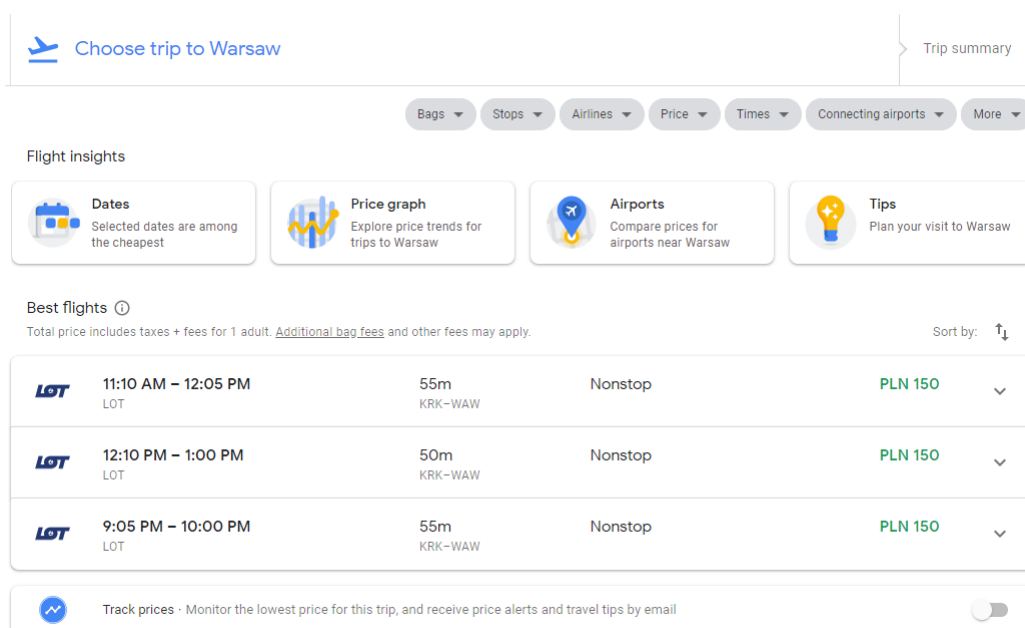 Choose trip to Warsaw
Trip summary
Bags
Stops
Airlines
Price
Times
Connecting airports
More
Flight insights
Dates
Selected dates are among
the cheapest
Price graph
Explore price trends for
trips to Warsaw
Airports
Compare prices for
airports near Warsaw
Tips
Plan your visit to Warsaw
Best flights
Total price includes taxes + fees for 1 adult. Additional bag fees and other fees may apply.
Sort by:
LOT
11:10 AM – 12:05 PM
LOT
55m
KRK–WAW
Nonstop
PLN 150
LOT
12:10 PM – 1:00 PM
LOT
50m
KRK–WAW
Nonstop
PLN 150
LOT
9:05 PM – 10:00 PM
LOT
55m
KRK–WAW
Nonstop
PLN 150
Track prices · Monitor the lowest price for this trip, and receive price alerts and travel tips by email